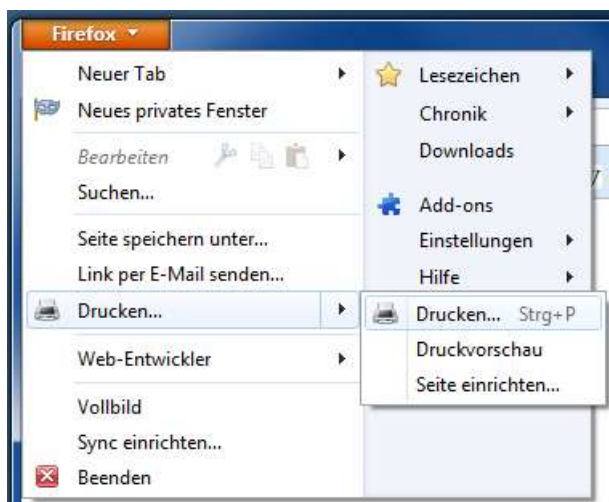 Firefox
Neuer Tab
Neues privates Fenster
Bearbeiten
Suchen...
Seite speichern unter...
Link per E-Mail senden...
Drucken...
Web-Entwickler
Vollbild
Sync einrichten...
Beenden
Lesezeichen
Chronik
Downloads
Add-ons
Einstellungen
Hilfe
Drucken... Strg+P
Druckvorschau
Seite einrichten...